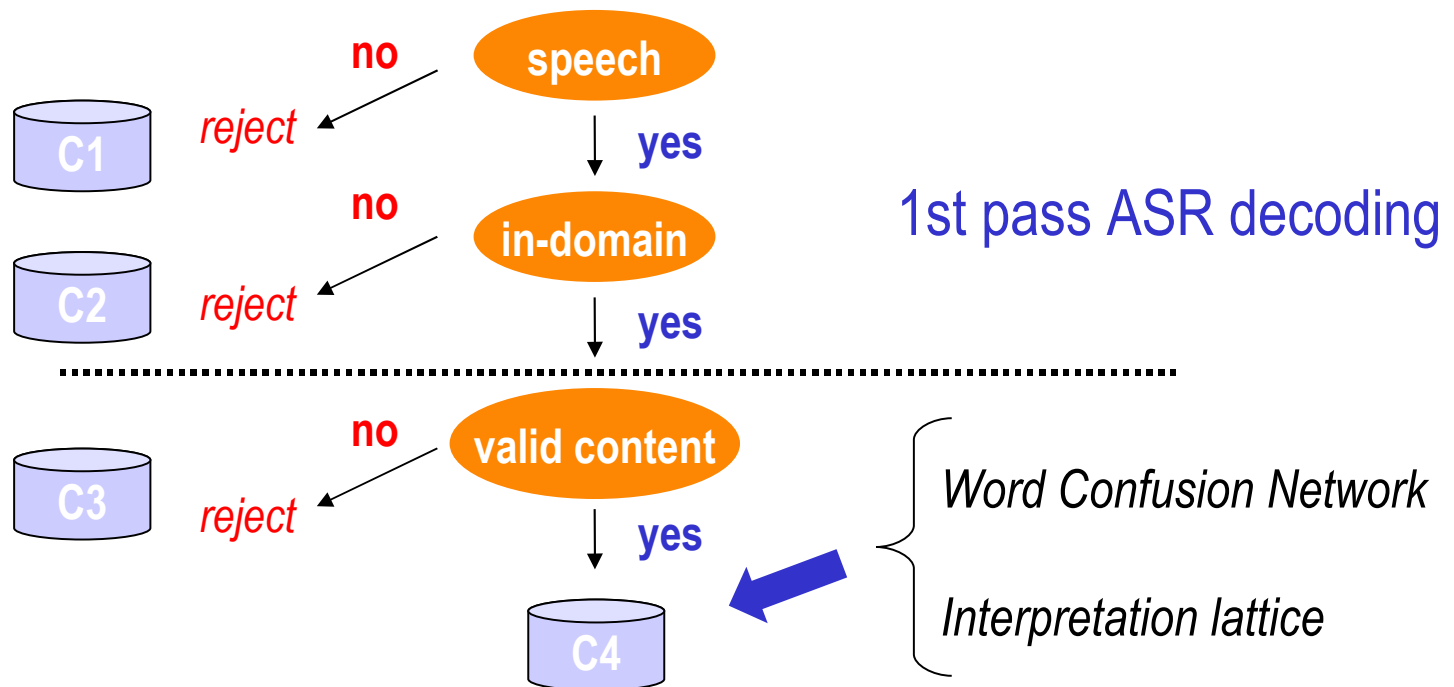 no
speech
C1
reject
yes
no
in-domain
1st pass ASR decoding
C2
reject
yes
no
valid content
C3
reject
yes
Word Confusion Network
Interpretation lattice
C4